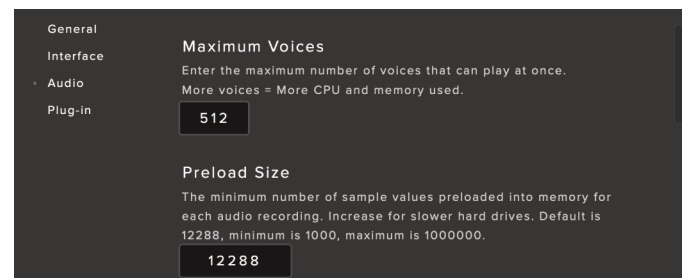 General
Interface
Audio
Plug-in
Maximum Voices
Enter the maximum number of voices that can play at once.
More voices = More CPU and memory used.
512
Preload Size
The minimum number of sample values preloaded into memory for
each audio recording. Increase for slower hard drives. Default is
12288, minimum is 1000, maximum is 1000000.
12288